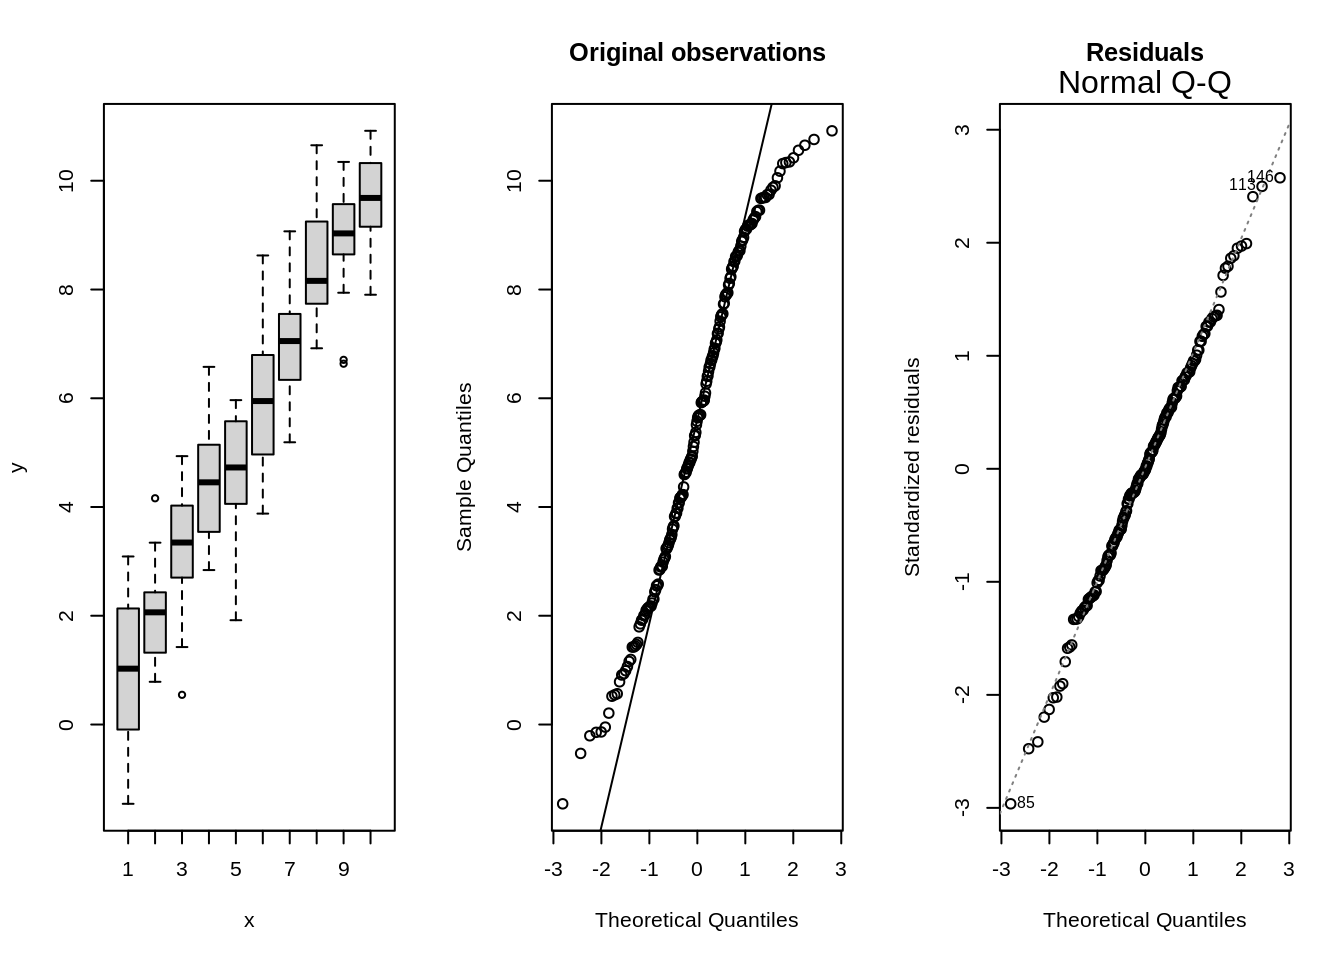 y
10
8
6
4
2
0
1 3 5 7 9
x
Original observations
Sample Quantiles
10
8
6
4
2
0
-3 -2 -1 0 1 2 3
Theoretical Quantiles
Residuals
Normal Q-Q
Standardized residuals
3
2
1
0
-1
-2
-3
146
113
85
-3 -2 -1 0 1 2 3
Theoretical Quantiles